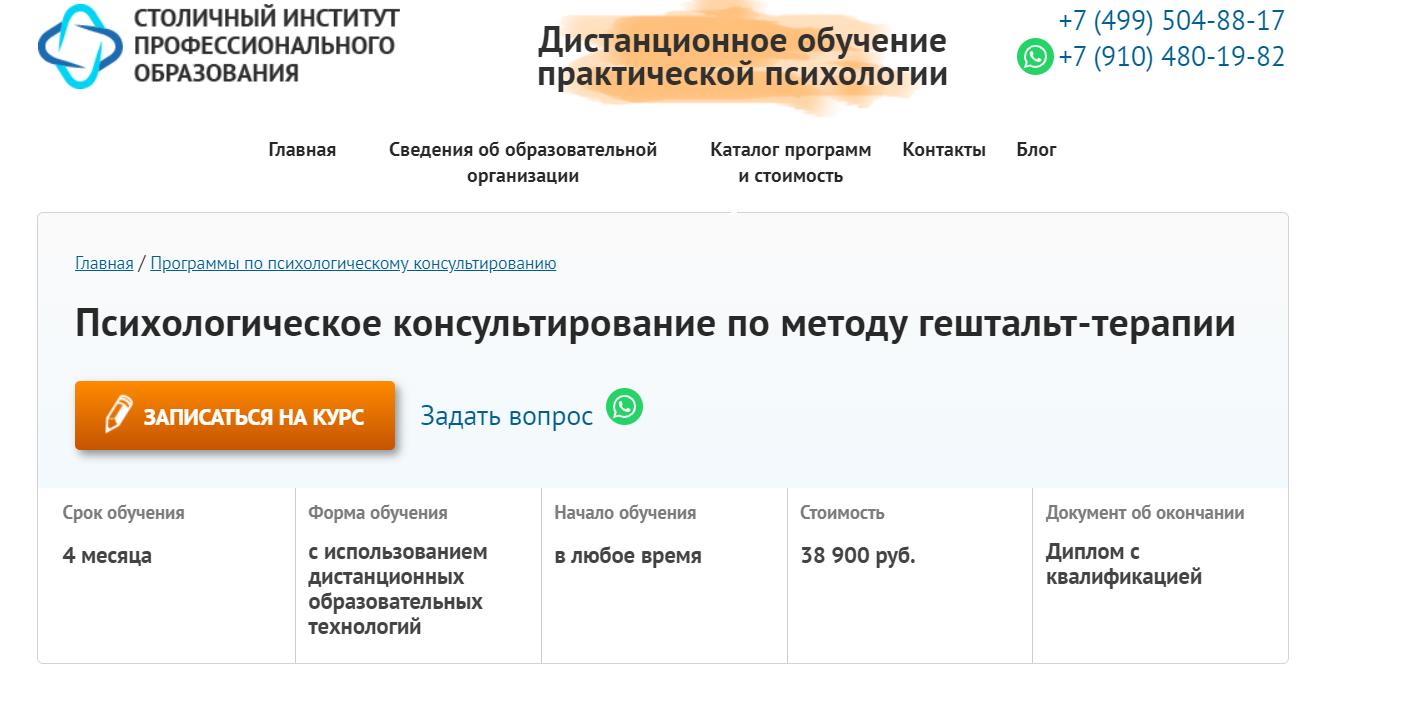 СТОЛИЧНЫЙ ИНСТИТУТ
ПРОФЕССИОНАЛЬНОГО
ОБРАЗОВАНИЯ
Дистанционное обучение
практической психологии
+7 (499) 504-88-17
+7 (910) 480-19-82
Главная
Сведения об образовательной
организации
Каталог программ
и стоимость
Контакты
Блог
Главная / Программы по психологическому консультированию
Психологическое консультирование по методу гештальт-терапии
ЗАПИСАТЬСЯ НА КУРС
Задать вопрос
Срок обучения
4 месяца
Форма обучения
с использованием
дистанционных
образовательных
технологий
Начало обучения
в любое время
Стоимость
38 900 руб.
Документ об окончании
Диплом с
квалификацией